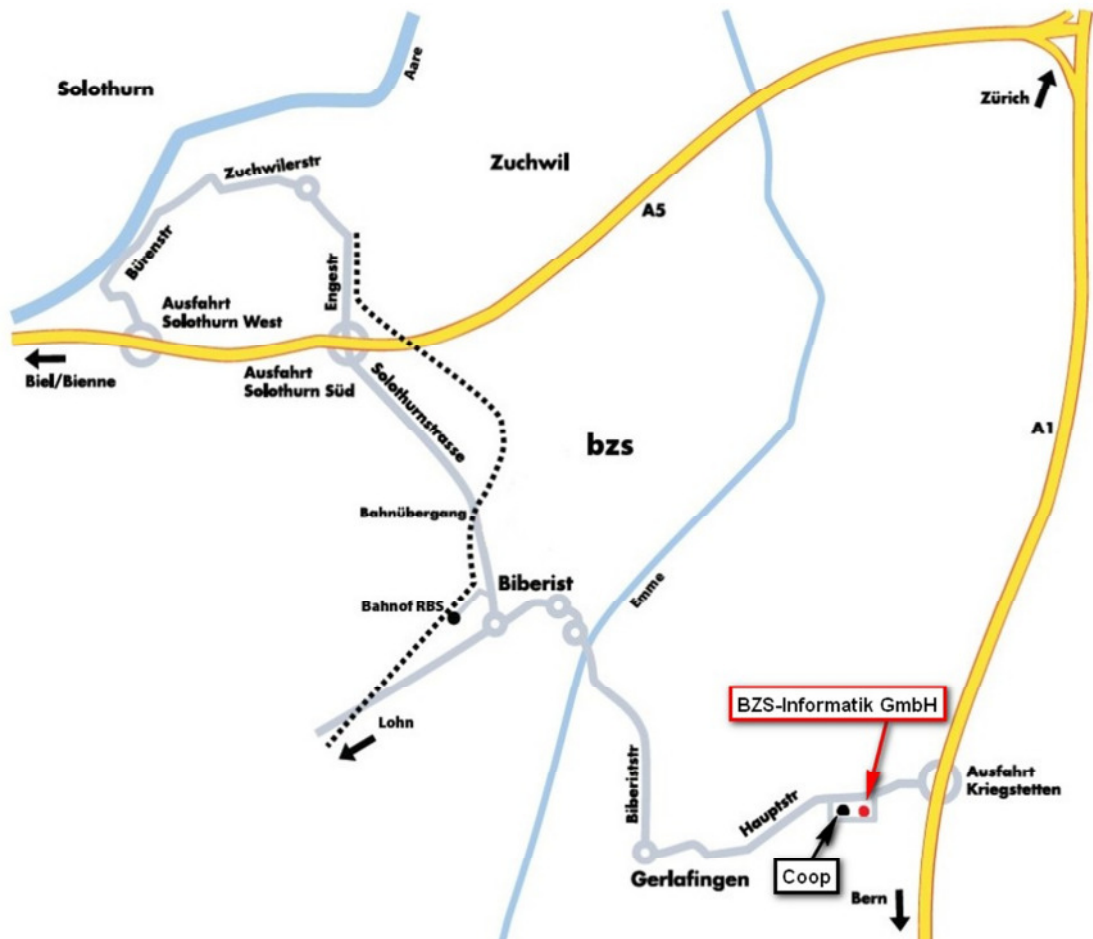 Solothurn
Aare
Zürich
Zuchwilerstr
Zuchwil
A5
Bürenstr
Engestr
Ausfahrt
Solothurn West
Biel/Bienne
Ausfahrt
Solothurn Süd
Solothurnstrasse
A1
bzs
Bahnübergang
Biberist
Emme
Bahnof RBS
BZS-Informatik GmbH
Lohn
Ausfahrt
Kriegstetten
Biberiststr
Hauptstr
Gerlafingen
Coop
Bern